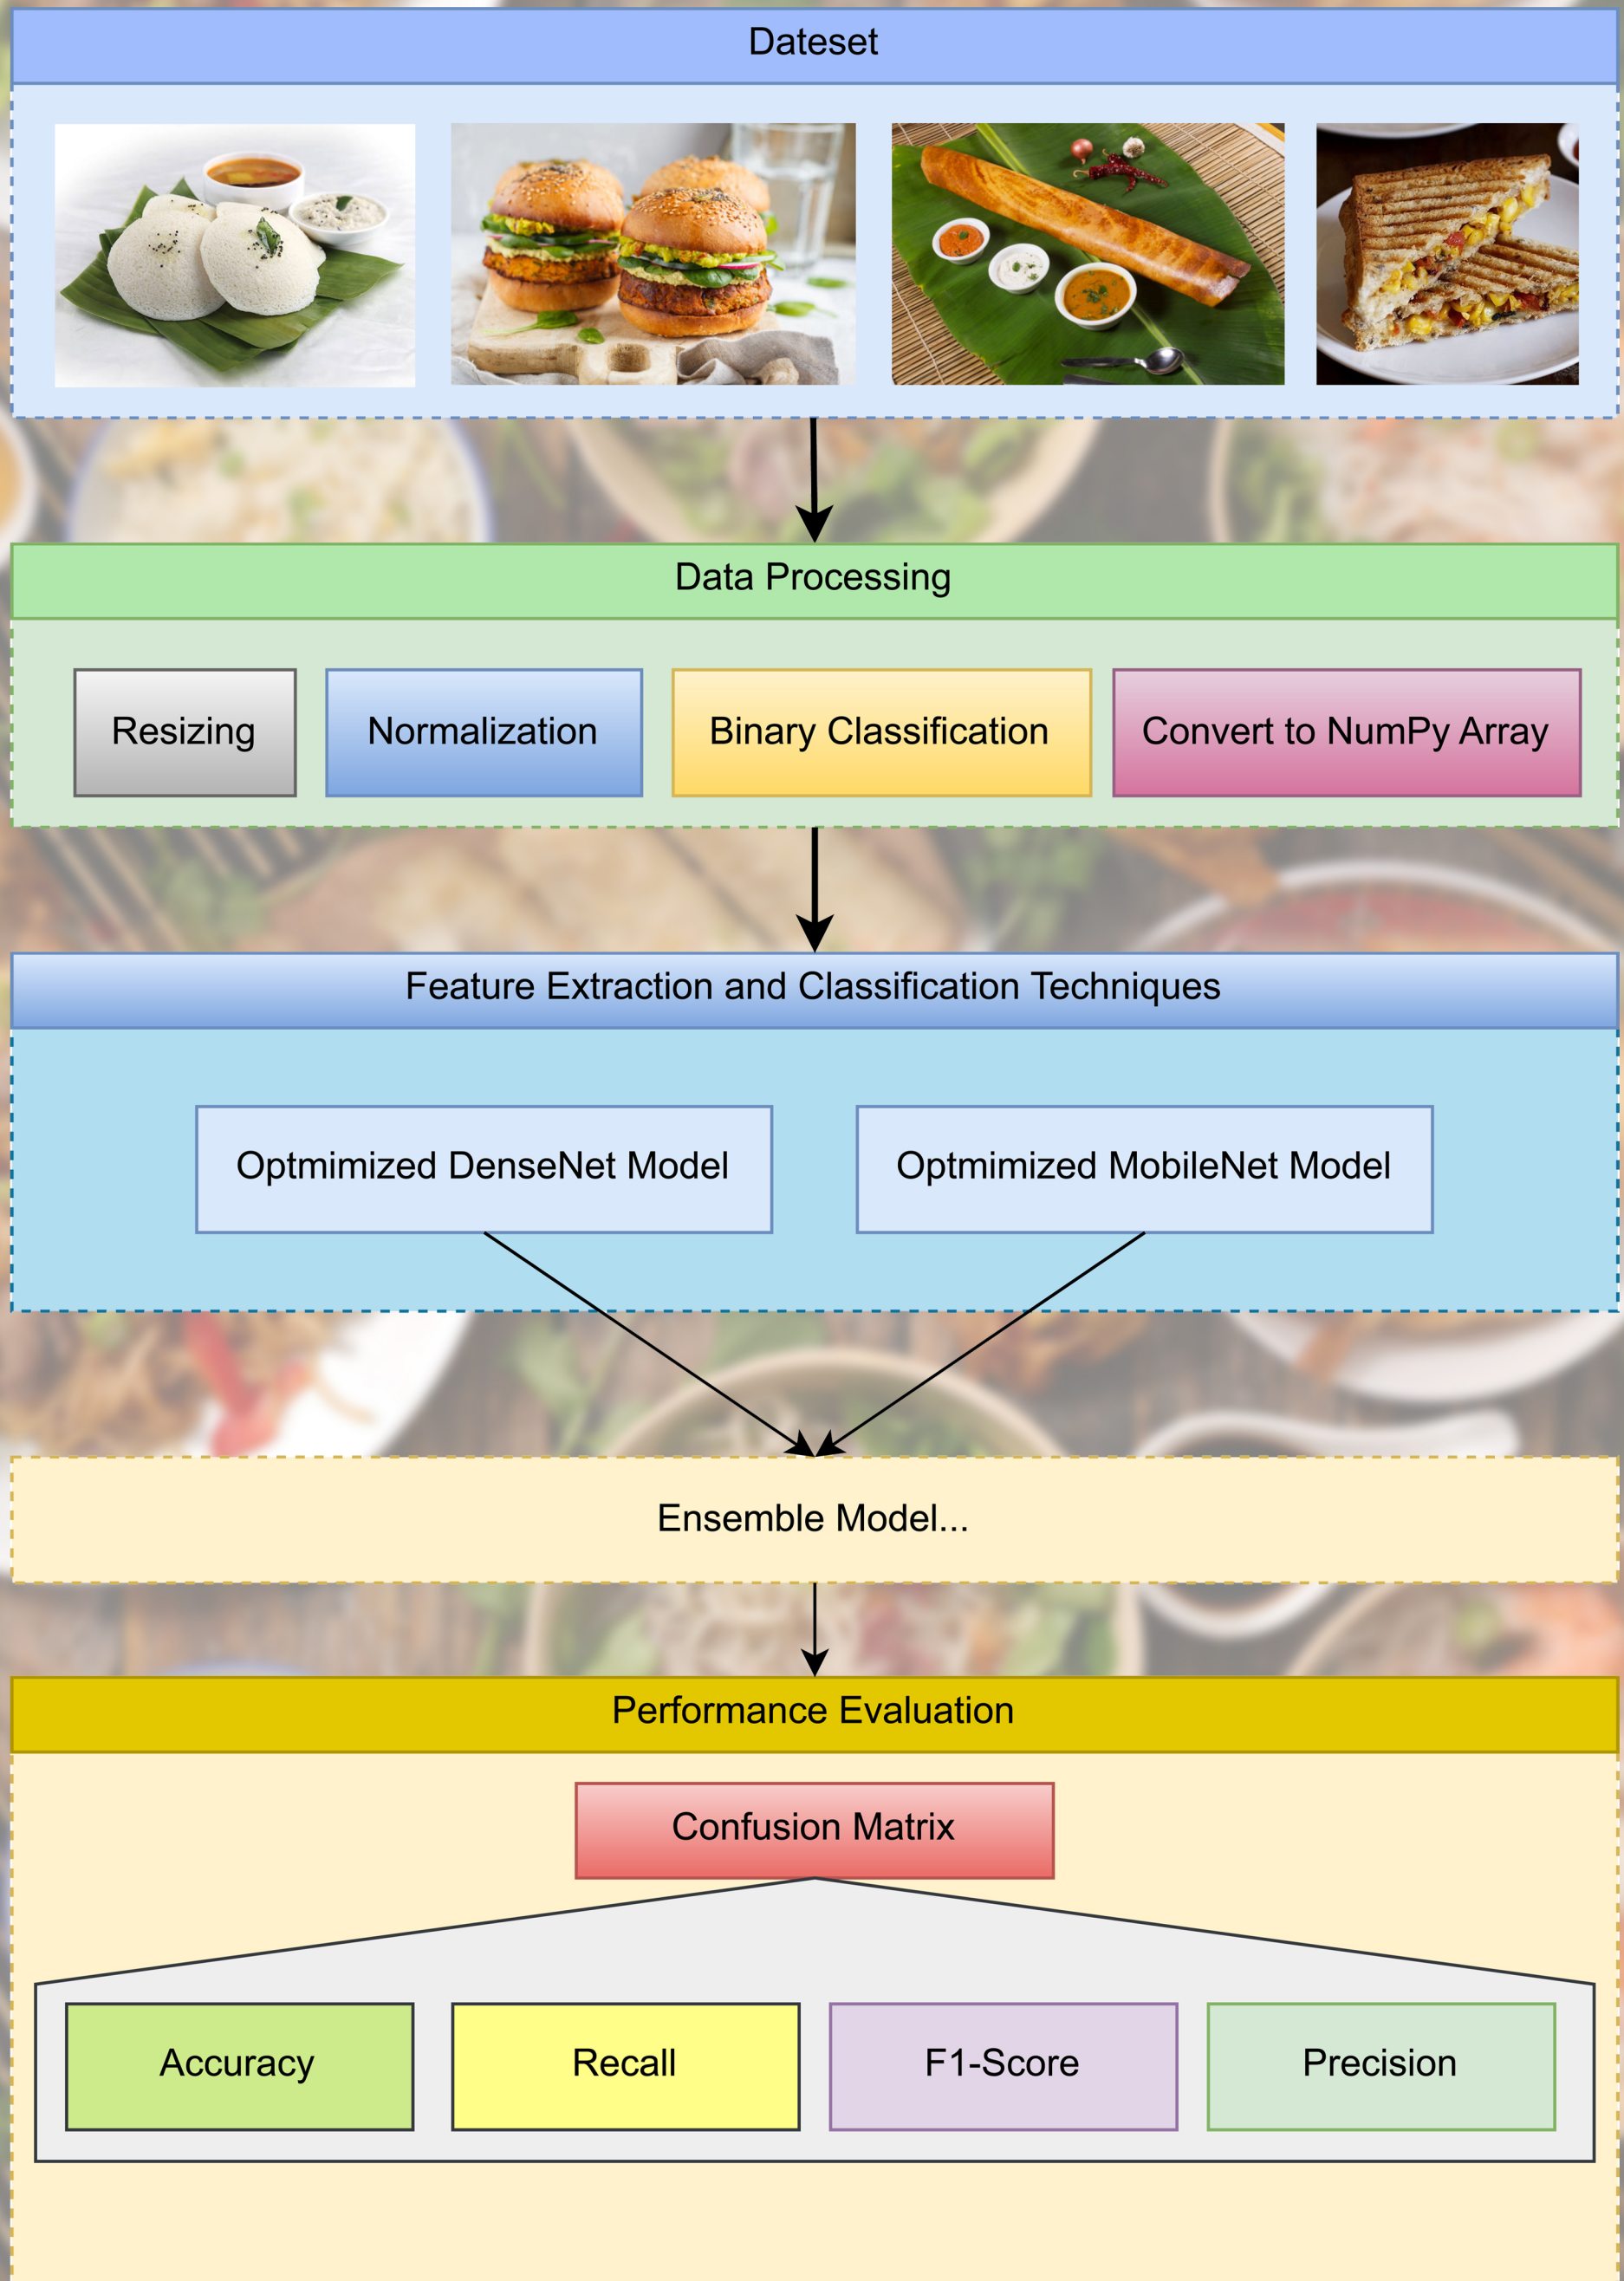 Dateset
Data Processing
Resizing
Normalization
Binary Classification
Convert to NumPy Array
Feature Extraction and Classification Techniques
Optmimized DenseNet Model
Optmimized MobileNet Model
Ensemble Model...
Performance Evaluation
Confusion Matrix
Accuracy
Recall
F1-Score
Precision